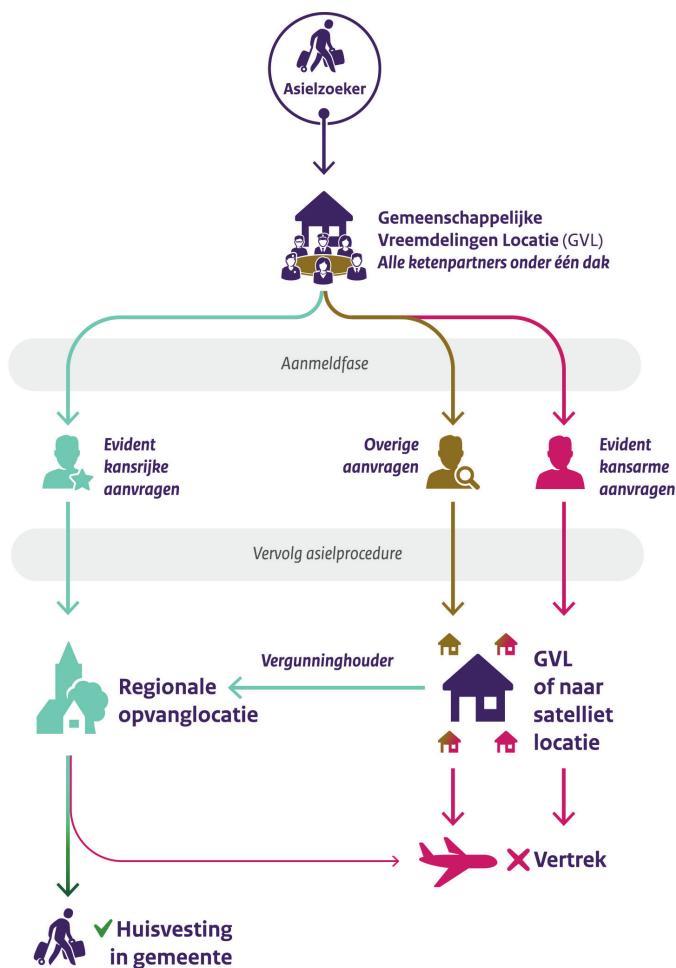 Asielzoeker
Gemeenschappelijke
Vreemdelingen Locatie (GVL)
Alle ketenpartners onder één dak
Aanmeldfase
Evident
kansrijke
aanvragen
Overige
aanvragen
Evident
kansarme
aanvragen
Vervolg asielprocedure
Regionale
opvanglocatie
Vergunninghouder
GVL
of naar
satelliet
locatie
Vertrek
Huisvesting
in gemeente